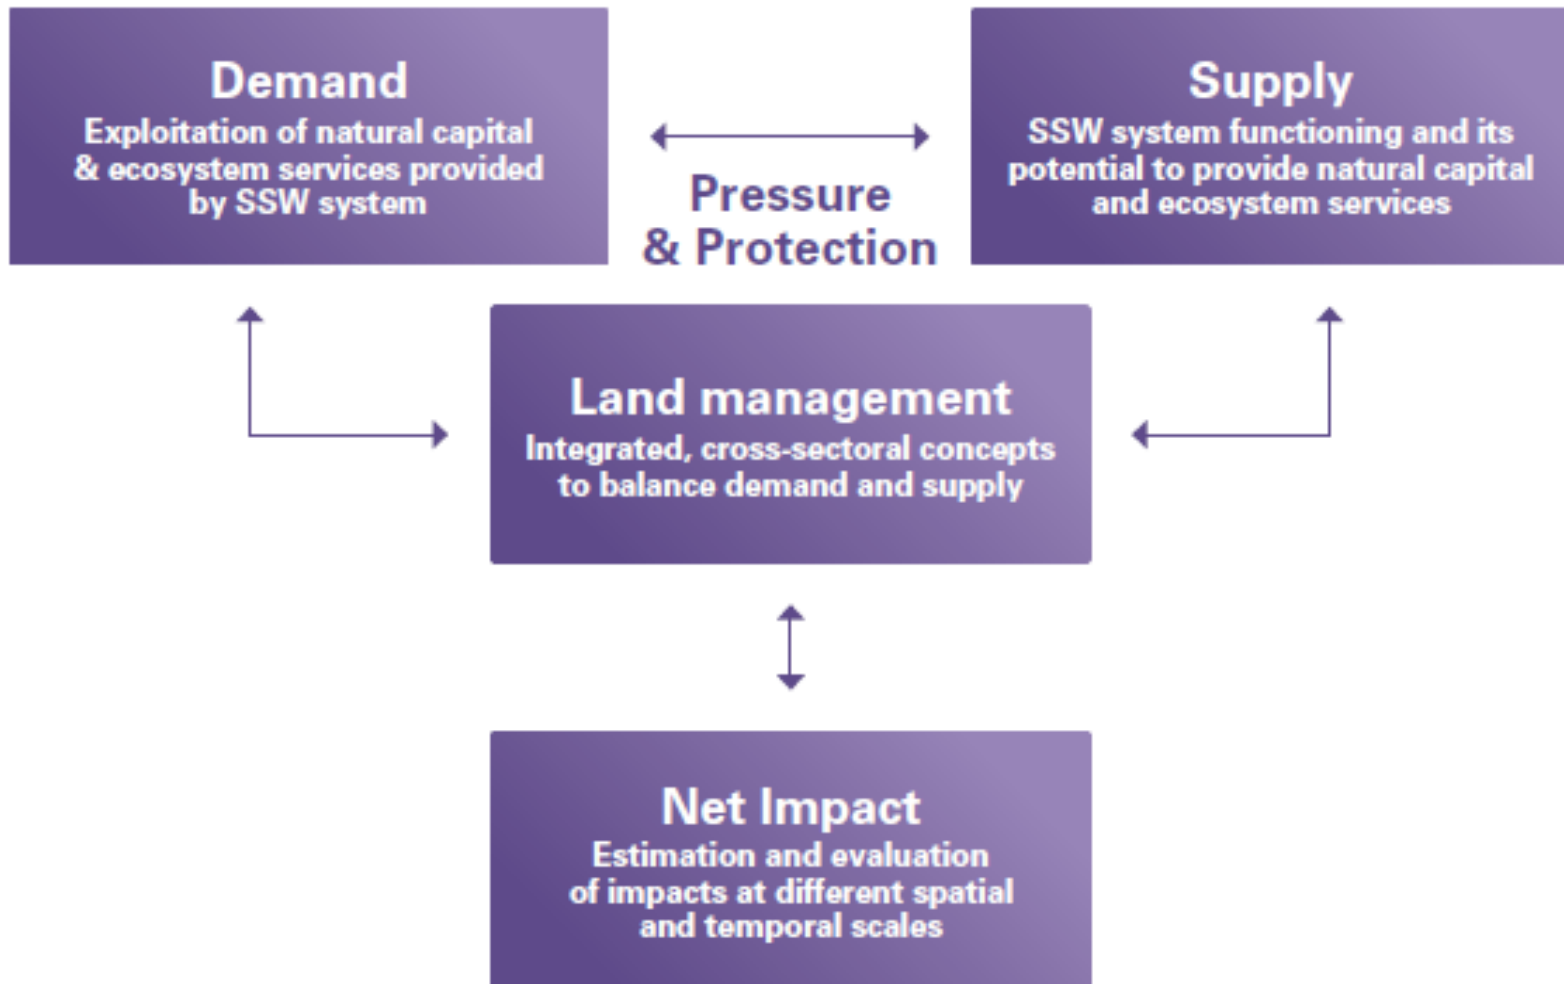 Demand
Exploitation of natural capital
& ecosystem services provided
by SSW system
Supply
SSW system functioning and its
potential to provide natural capital
and ecosystem services
Pressure
& Protection
Land management
Integrated, cross-sectoral concepts
to balance demand and supply
Net Impact
Estimation and evaluation
of impacts at different spatial
and temporal scales